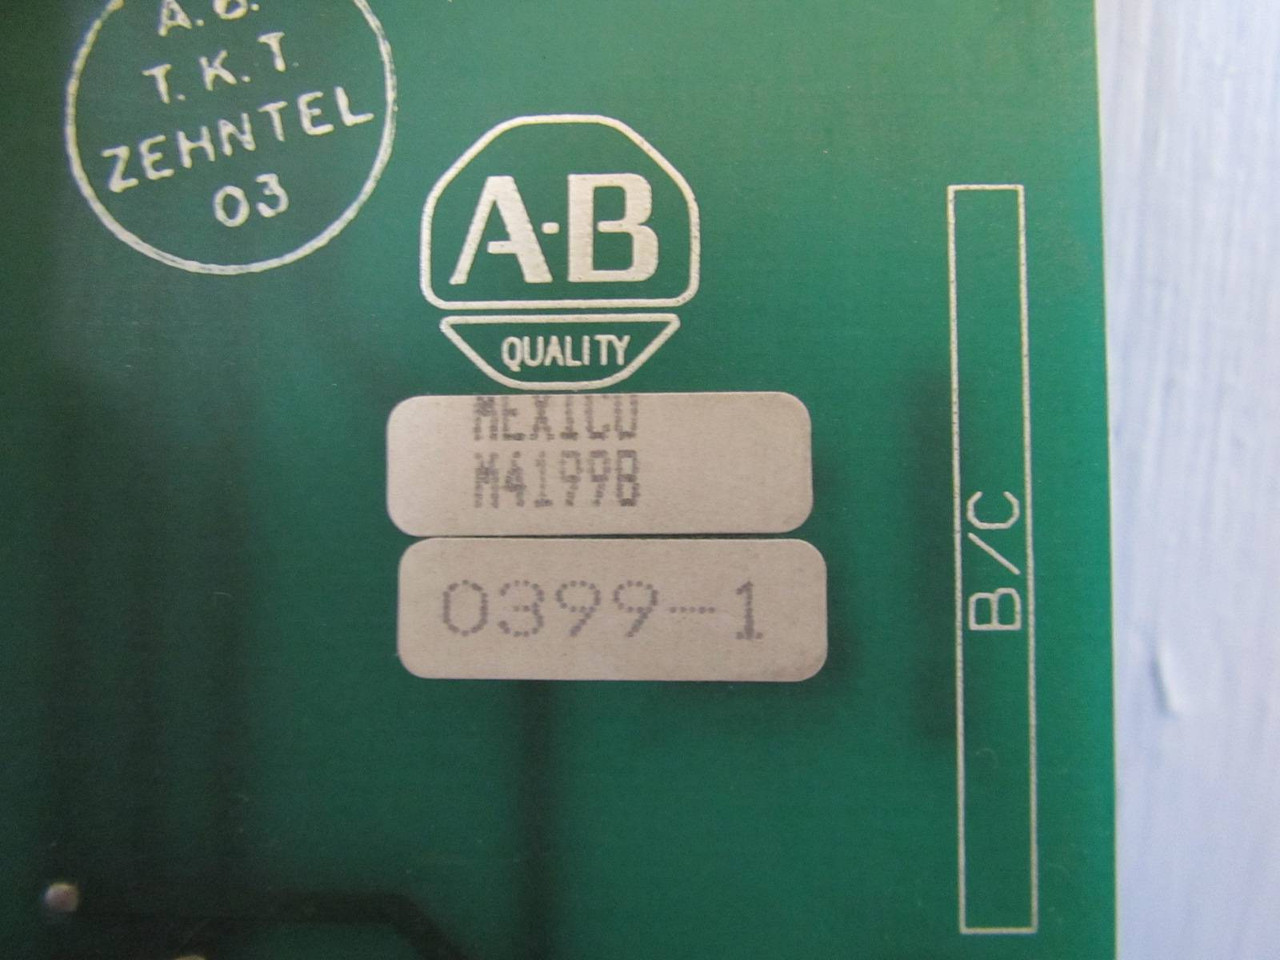 T. K. T.
ZEHNTEL
03
A-B
QUALITY
MEXICO
M4199B
0399-1
B/C